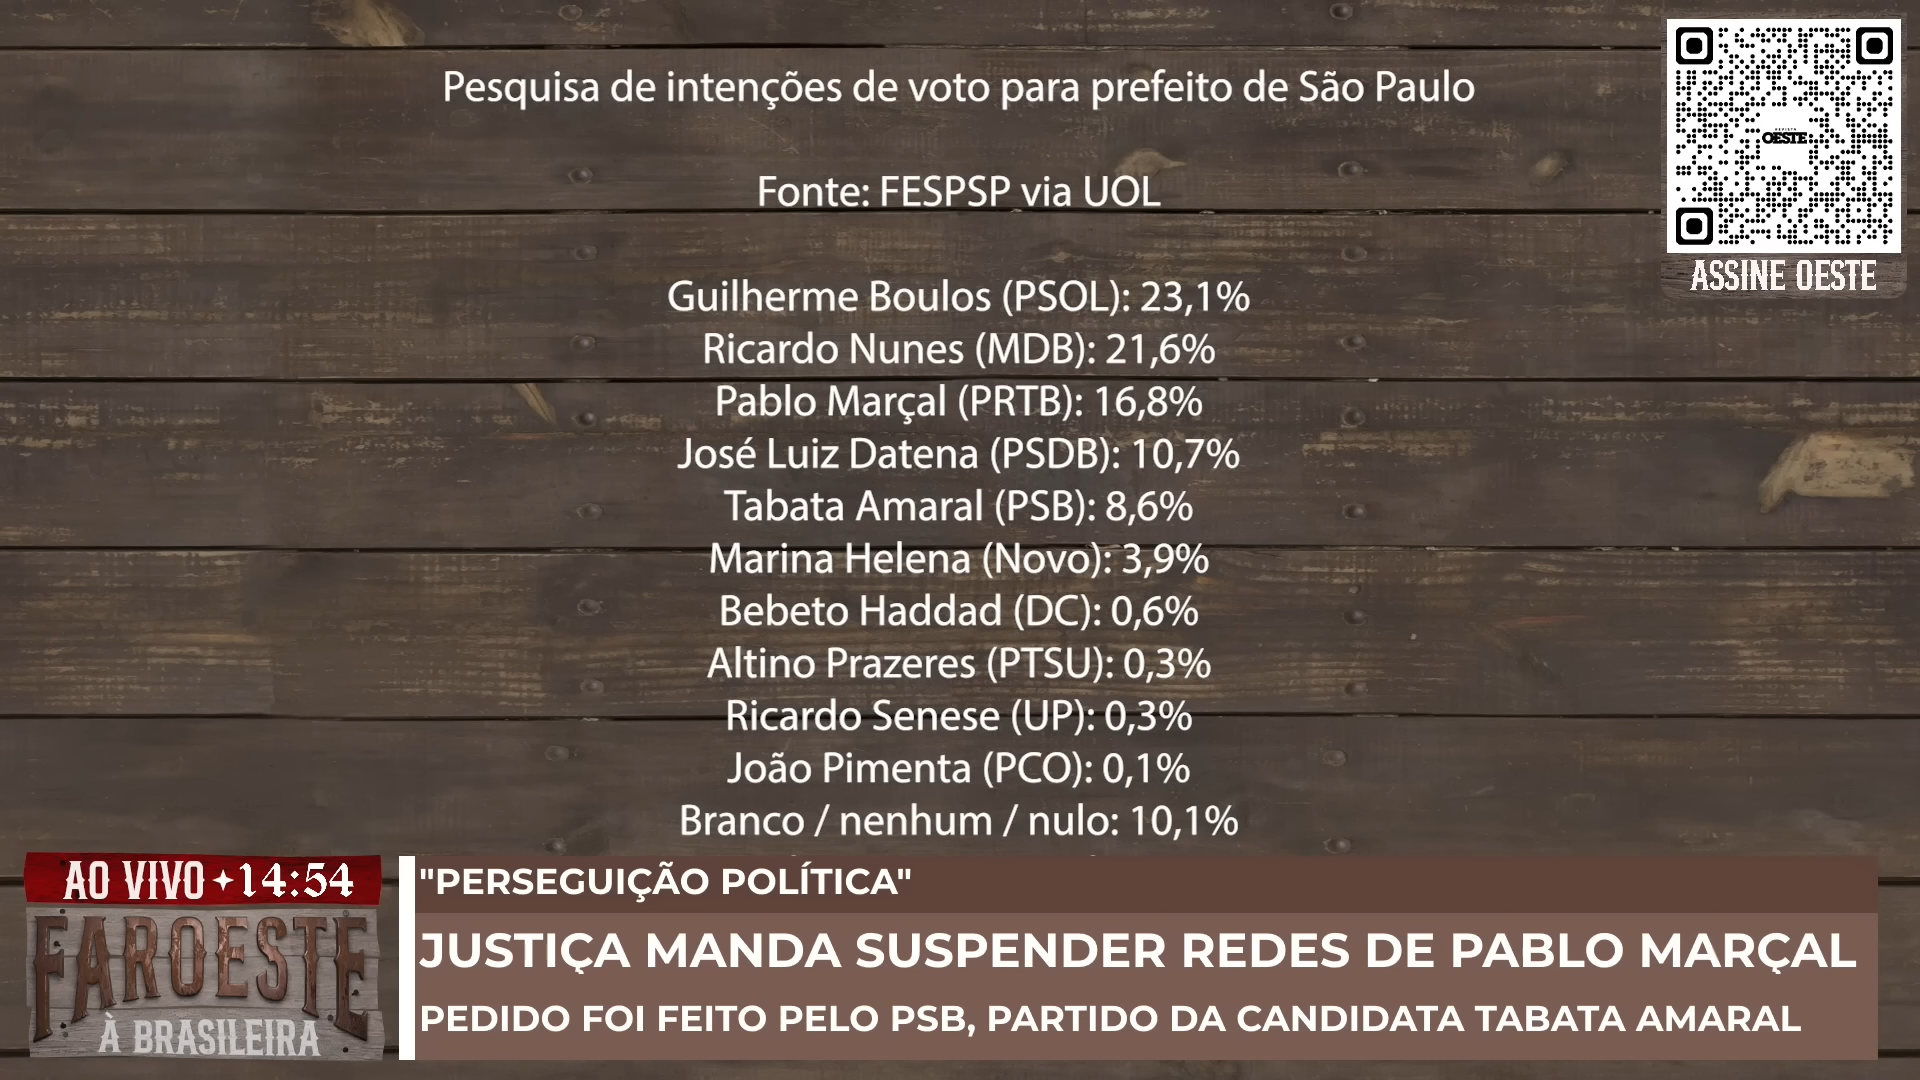 Pesquisa de intenções de voto para prefeito de São Paulo
Fonte: FESPSP via UOL
Guilherme Boulos (PSOL): 23,1%
Ricardo Nunes (MDB): 21,6%
Pablo Marçal (PRTB): 16,8%
José Luiz Datena (PSDB): 10,7%
Tabata Amaral (PSB): 8,6%
Marina Helena (Novo): 3,9%
Bebeto Haddad (DC): 0,6%
Altino Prazeres (PTSU): 0,3%
Ricardo Senese (UP): 0,3%
João Pimenta (PCO): 0,1%
Branco / nenhum / nulo: 10,1%
OESTE
ASSINE OESTE
AO VIVO 14:54
FAROESTE
À BRASILEIRA
"PERSEGUIÇÃO POLÍTICA"
JUSTIÇA MANDA SUSPENDER REDES DE PABLO MARÇAL
PEDIDO FOI FEITO PELO PSB, PARTIDO DA CANDIDATA TABATA AMARAL